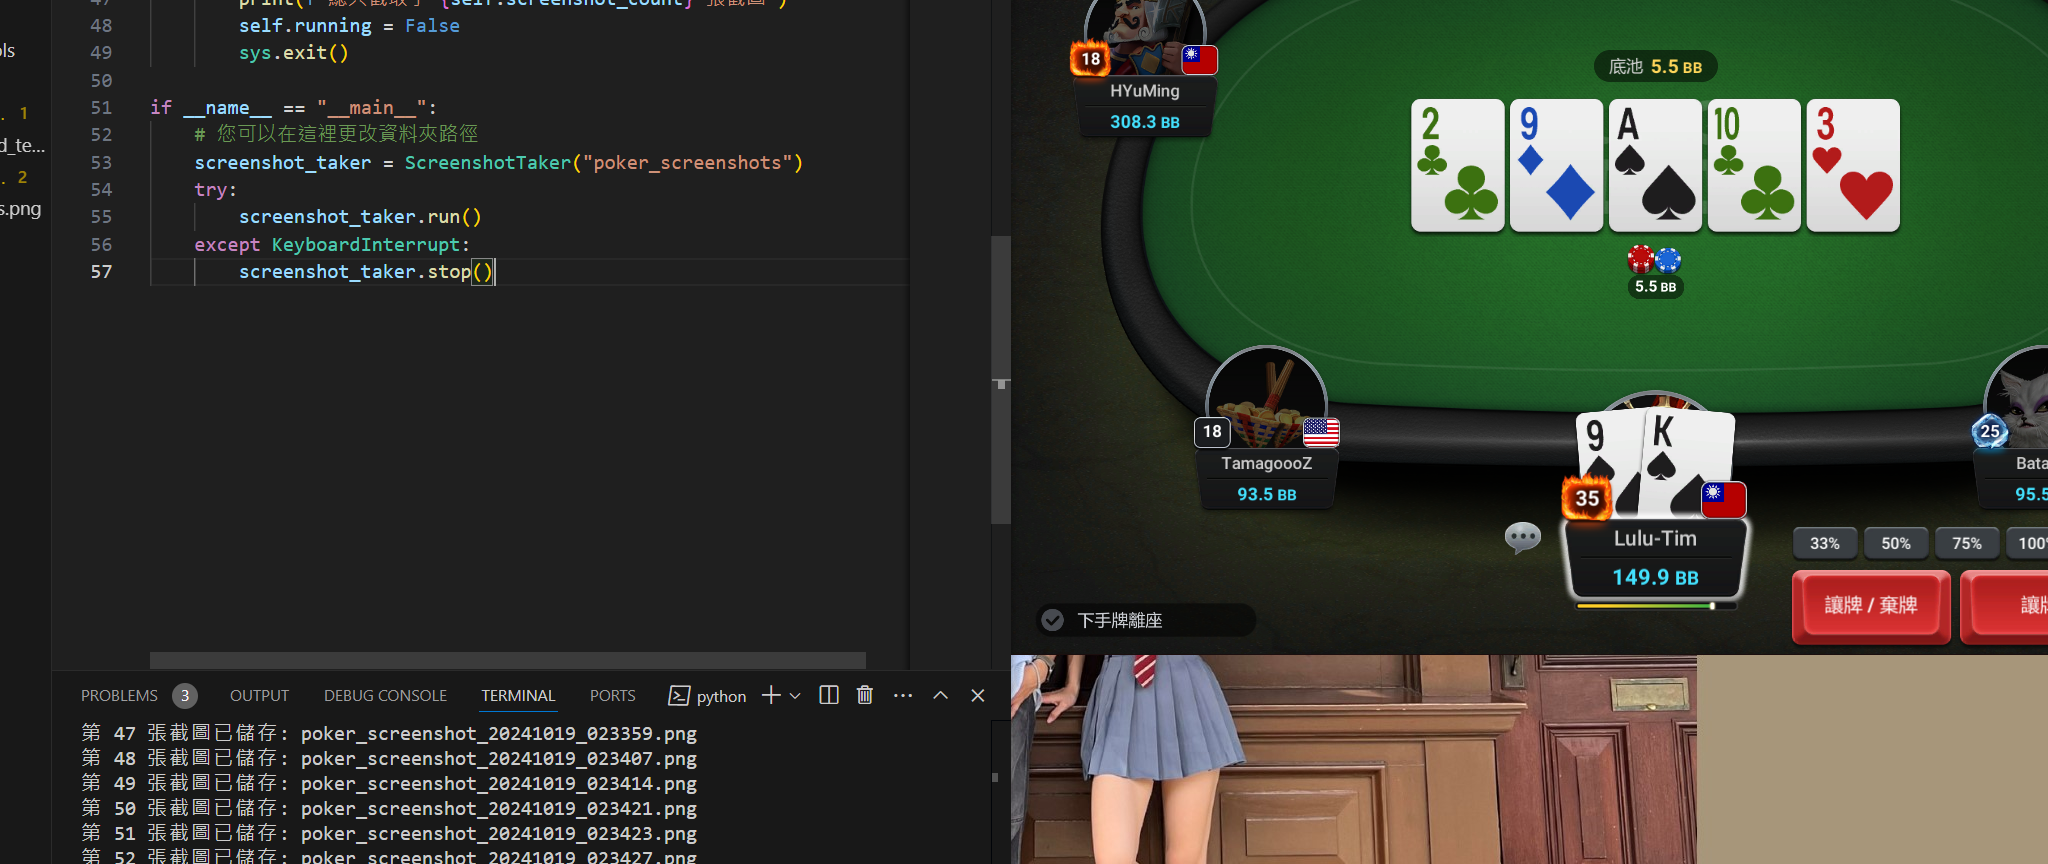 ols
. 1
d_te...
. 2
s.png
48 self.running = False
49 sys.exit()
50
51 if __name__ == "__main__":
52 # 您可以在這裡更改資料夾路徑
53 screenshot_taker = ScreenshotTaker("poker_screenshots")
54 try:
55 screenshot_taker.run()
56 except KeyboardInterrupt:
57 screenshot_taker.stop()
PROBLEMS 3 OUTPUT DEBUG CONSOLE TERMINAL PORTS python
第 47 張截圖已儲存: poker_screenshot_20241019_023359.png
第 48 張截圖已儲存: poker_screenshot_20241019_023407.png
第 49 張截圖已儲存: poker_screenshot_20241019_023414.png
第 50 張截圖已儲存: poker_screenshot_20241019_023421.png
第 51 張截圖已儲存: poker_screenshot_20241019_023423.png
第 52 張截圖已儲存: poker_screenshot_20241019_023427.png
18
HYuMing
308.3 BB
底池 5.5 BB
2 9 A 10 3
5.5 BB
18
TamagoooZ
93.5 BB
9 K
35
Lulu-Tim
149.9 BB
25
Bata
95.5
33% 50% 75% 100%
讓牌 / 棄牌
讓牌
下手牌離座